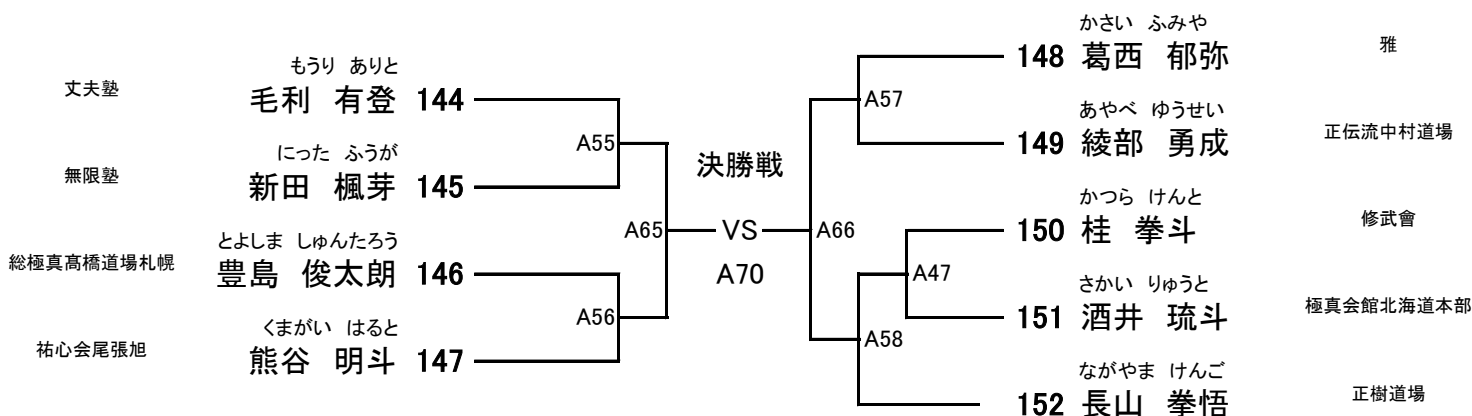 もうり ありと
丈夫塾 毛利 有登 144
A55
にった ふうが
無限塾 新田 楓芽 145
A65
とよしま しゅんたろう
総極真髙橋道場札幌 豊島 俊太朗 146
A56
くまがい はると
祐心会尾張旭 熊谷 明斗 147
決勝戦
VS
A70
かさい ふみや
148 葛西 郁弥 雅
A57
あやべ ゆうせい
149 綾部 勇成 正伝流中村道場
A66
かつら けんと
150 桂 拳斗 修武會
A47
さかい りゅうと
151 酒井 琉斗 極真会館北海道本部
A58
ながやま けんご
152 長山 拳悟 正樹道場